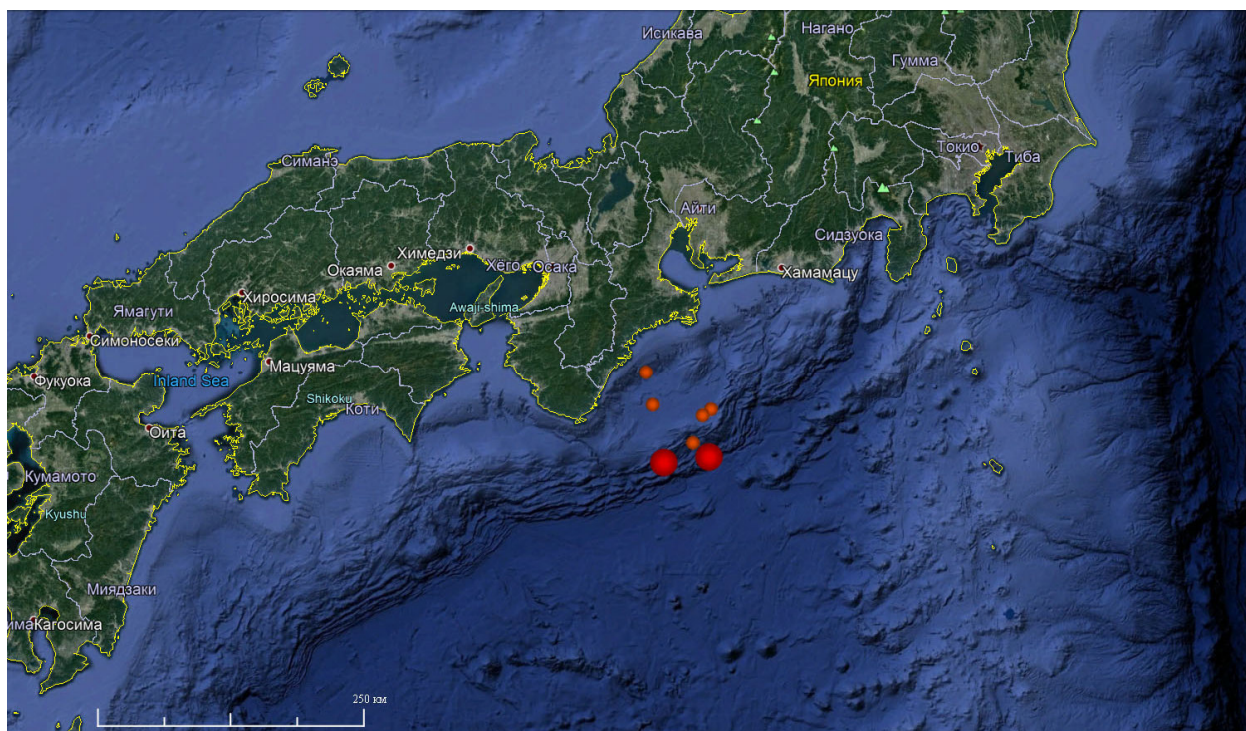 Нагано
Исикава
Гумма
Япония
Токио
Тиба
Симанэ
Айти
Сидзуока
Химедзи
Хёго
Осака
Окаяма
Хамамацу
Хиросима
Awaji-shima
Ямагути
Симоносеки
Мацуяма
Фукуока
Inland Sea
Shikoku
Коти
Оита
Кумамото
Kyushu
Миядзаки
има
Кагосима
250 км